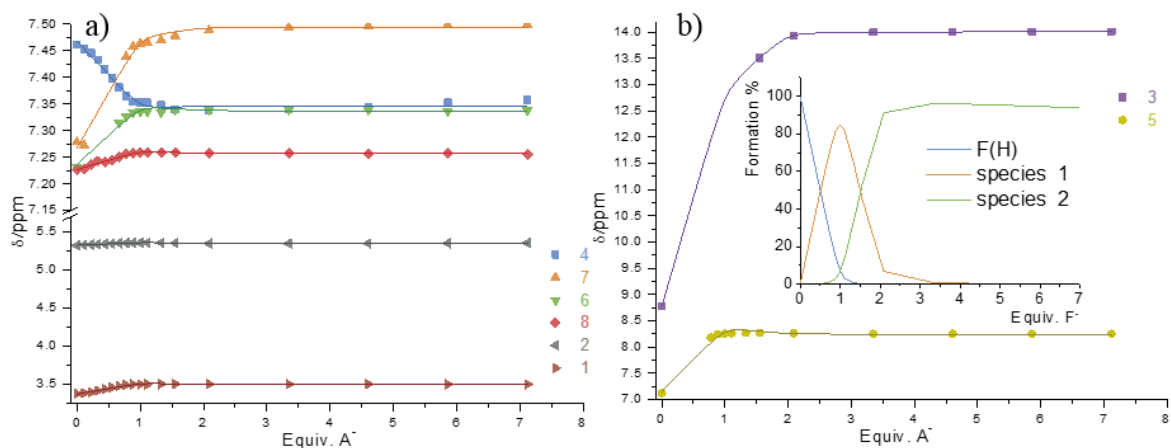 a)
δ/ppm
7.50
7.45
7.40
7.35
7.30
7.25
7.20
7.15
5.5
5.0
3.5
4
7
6
8
2
1
0 1 2 3 4 5 6 7 8
Equiv. A⁻
b)
δ/ppm
14.0
13.5
13.0
12.5
12.0
11.5
11.0
10.5
10.0
9.5
9.0
8.5
8.0
7.5
7.0
3
5
Formation %
100
80
60
40
20
0
F(H)
species 1
species 2
0 1 2 3 4 5 6 7
Equiv. F⁻
0 1 2 3 4 5 6 7 8
Equiv. A⁻